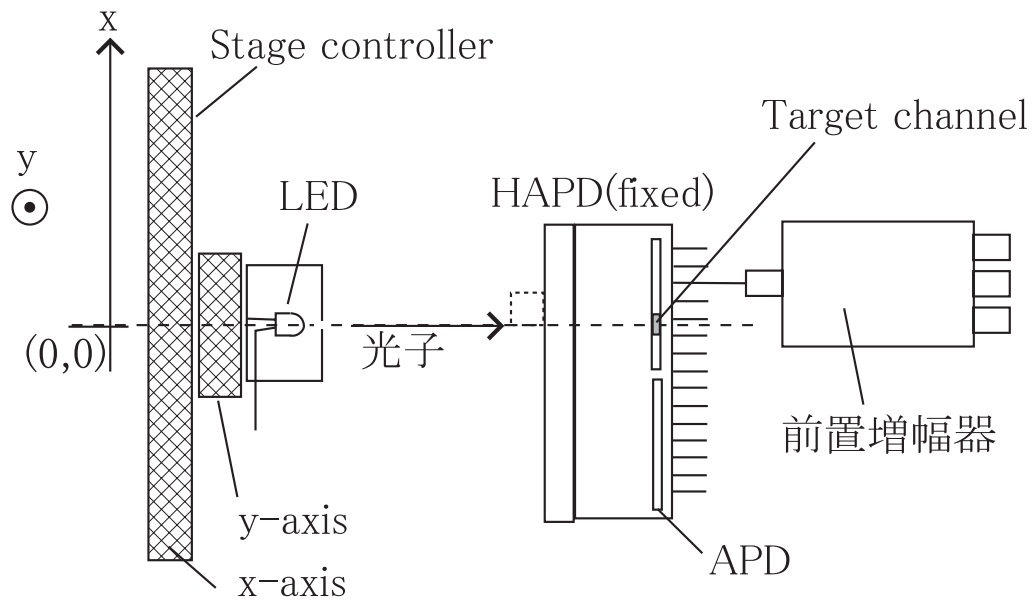 x
Stage controller
Target channel
y
LED
HAPD(fixed)
(0,0)
光子
前置増幅器
y-axis
APD
x-axis